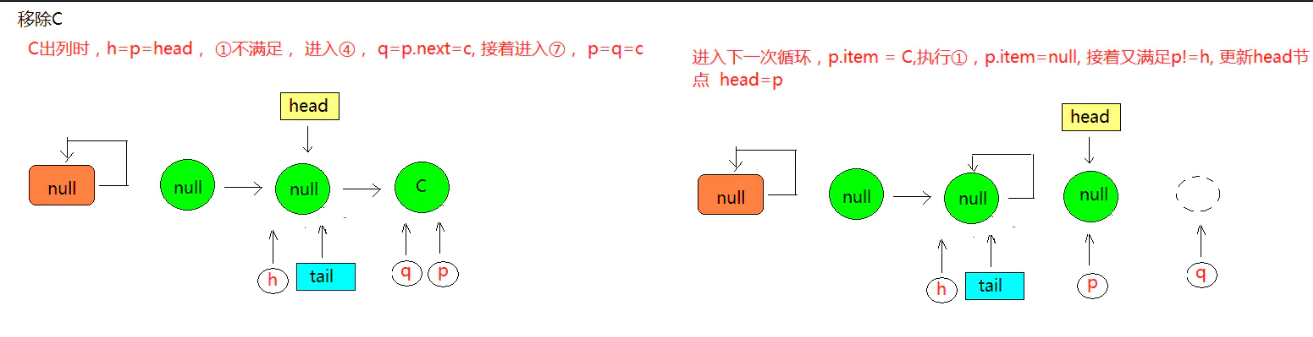 移除C
C出列时，h=p=head， ①不满足， 进入④， q=p.next=c, 接着进入⑦， p=q=c
进入下一次循环，p.item = C,执行①，p.item=null, 接着又满足p!=h, 更新head节
点 head=p
head
null
null
null
C
h
tail
q
p
head
null
null
null
null
h
tail
p
q